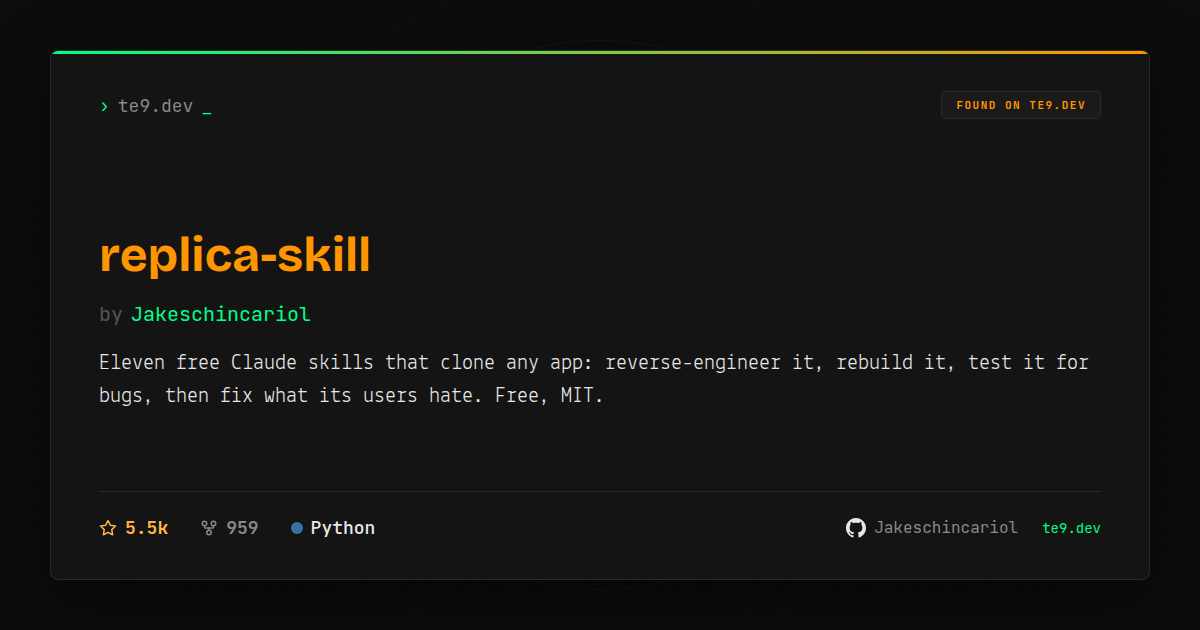 › te9.dev _
FOUND ON TE9.DEV
replica-skill
by Jakeschincariol
Eleven free Claude skills that clone any app: reverse-engineer it, rebuild it, test it for
bugs, then fix what its users hate. Free, MIT.
5.5k 959 Python
Jakeschincariol te9.dev